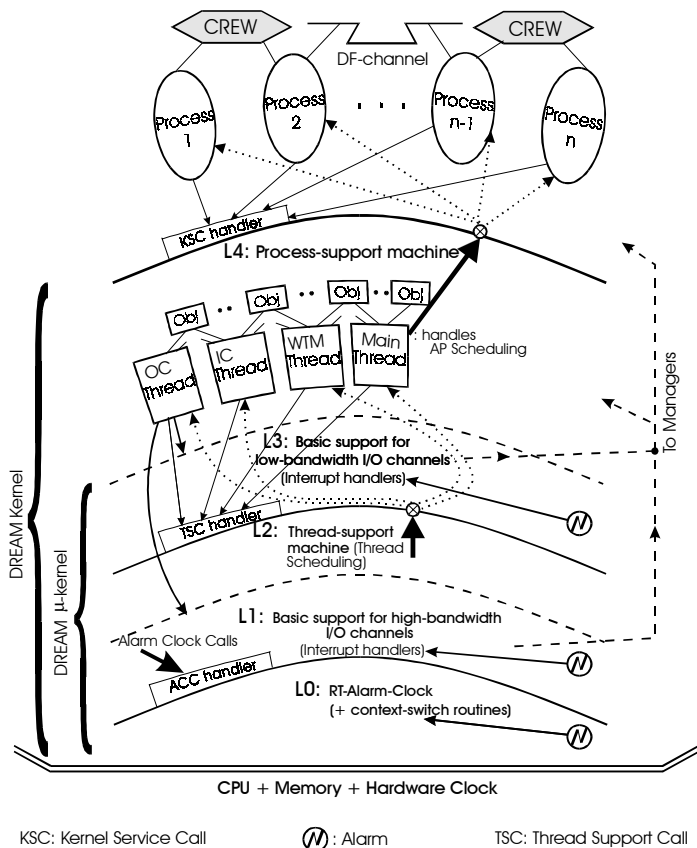 CREW
CREW
DF-channel
Process
1
Process
2
. . .
Process
n-1
Process
n
KSC handler
L4: Process-support machine
Obj
Obj
Obj
Obj
OC
Thread
IC
Thread
WTM
Thread
Main
Thread
: handles
AP Scheduling
To Managers
L3: Basic support for
low-bandwidth I/O channels
(Interrupt handlers)
TSC handler
L2: Thread-support
machine (Thread
Scheduling)
DREAM Kernel
DREAM µ-kernel
L1: Basic support for high-bandwidth
I/O channels
(Interrupt handlers)
Alarm Clock Calls
ACC handler
L0: RT-Alarm-Clock
(+ context-switch routines)
CPU + Memory + Hardware Clock
KSC: Kernel Service Call
: Alarm
TSC: Thread Support Call